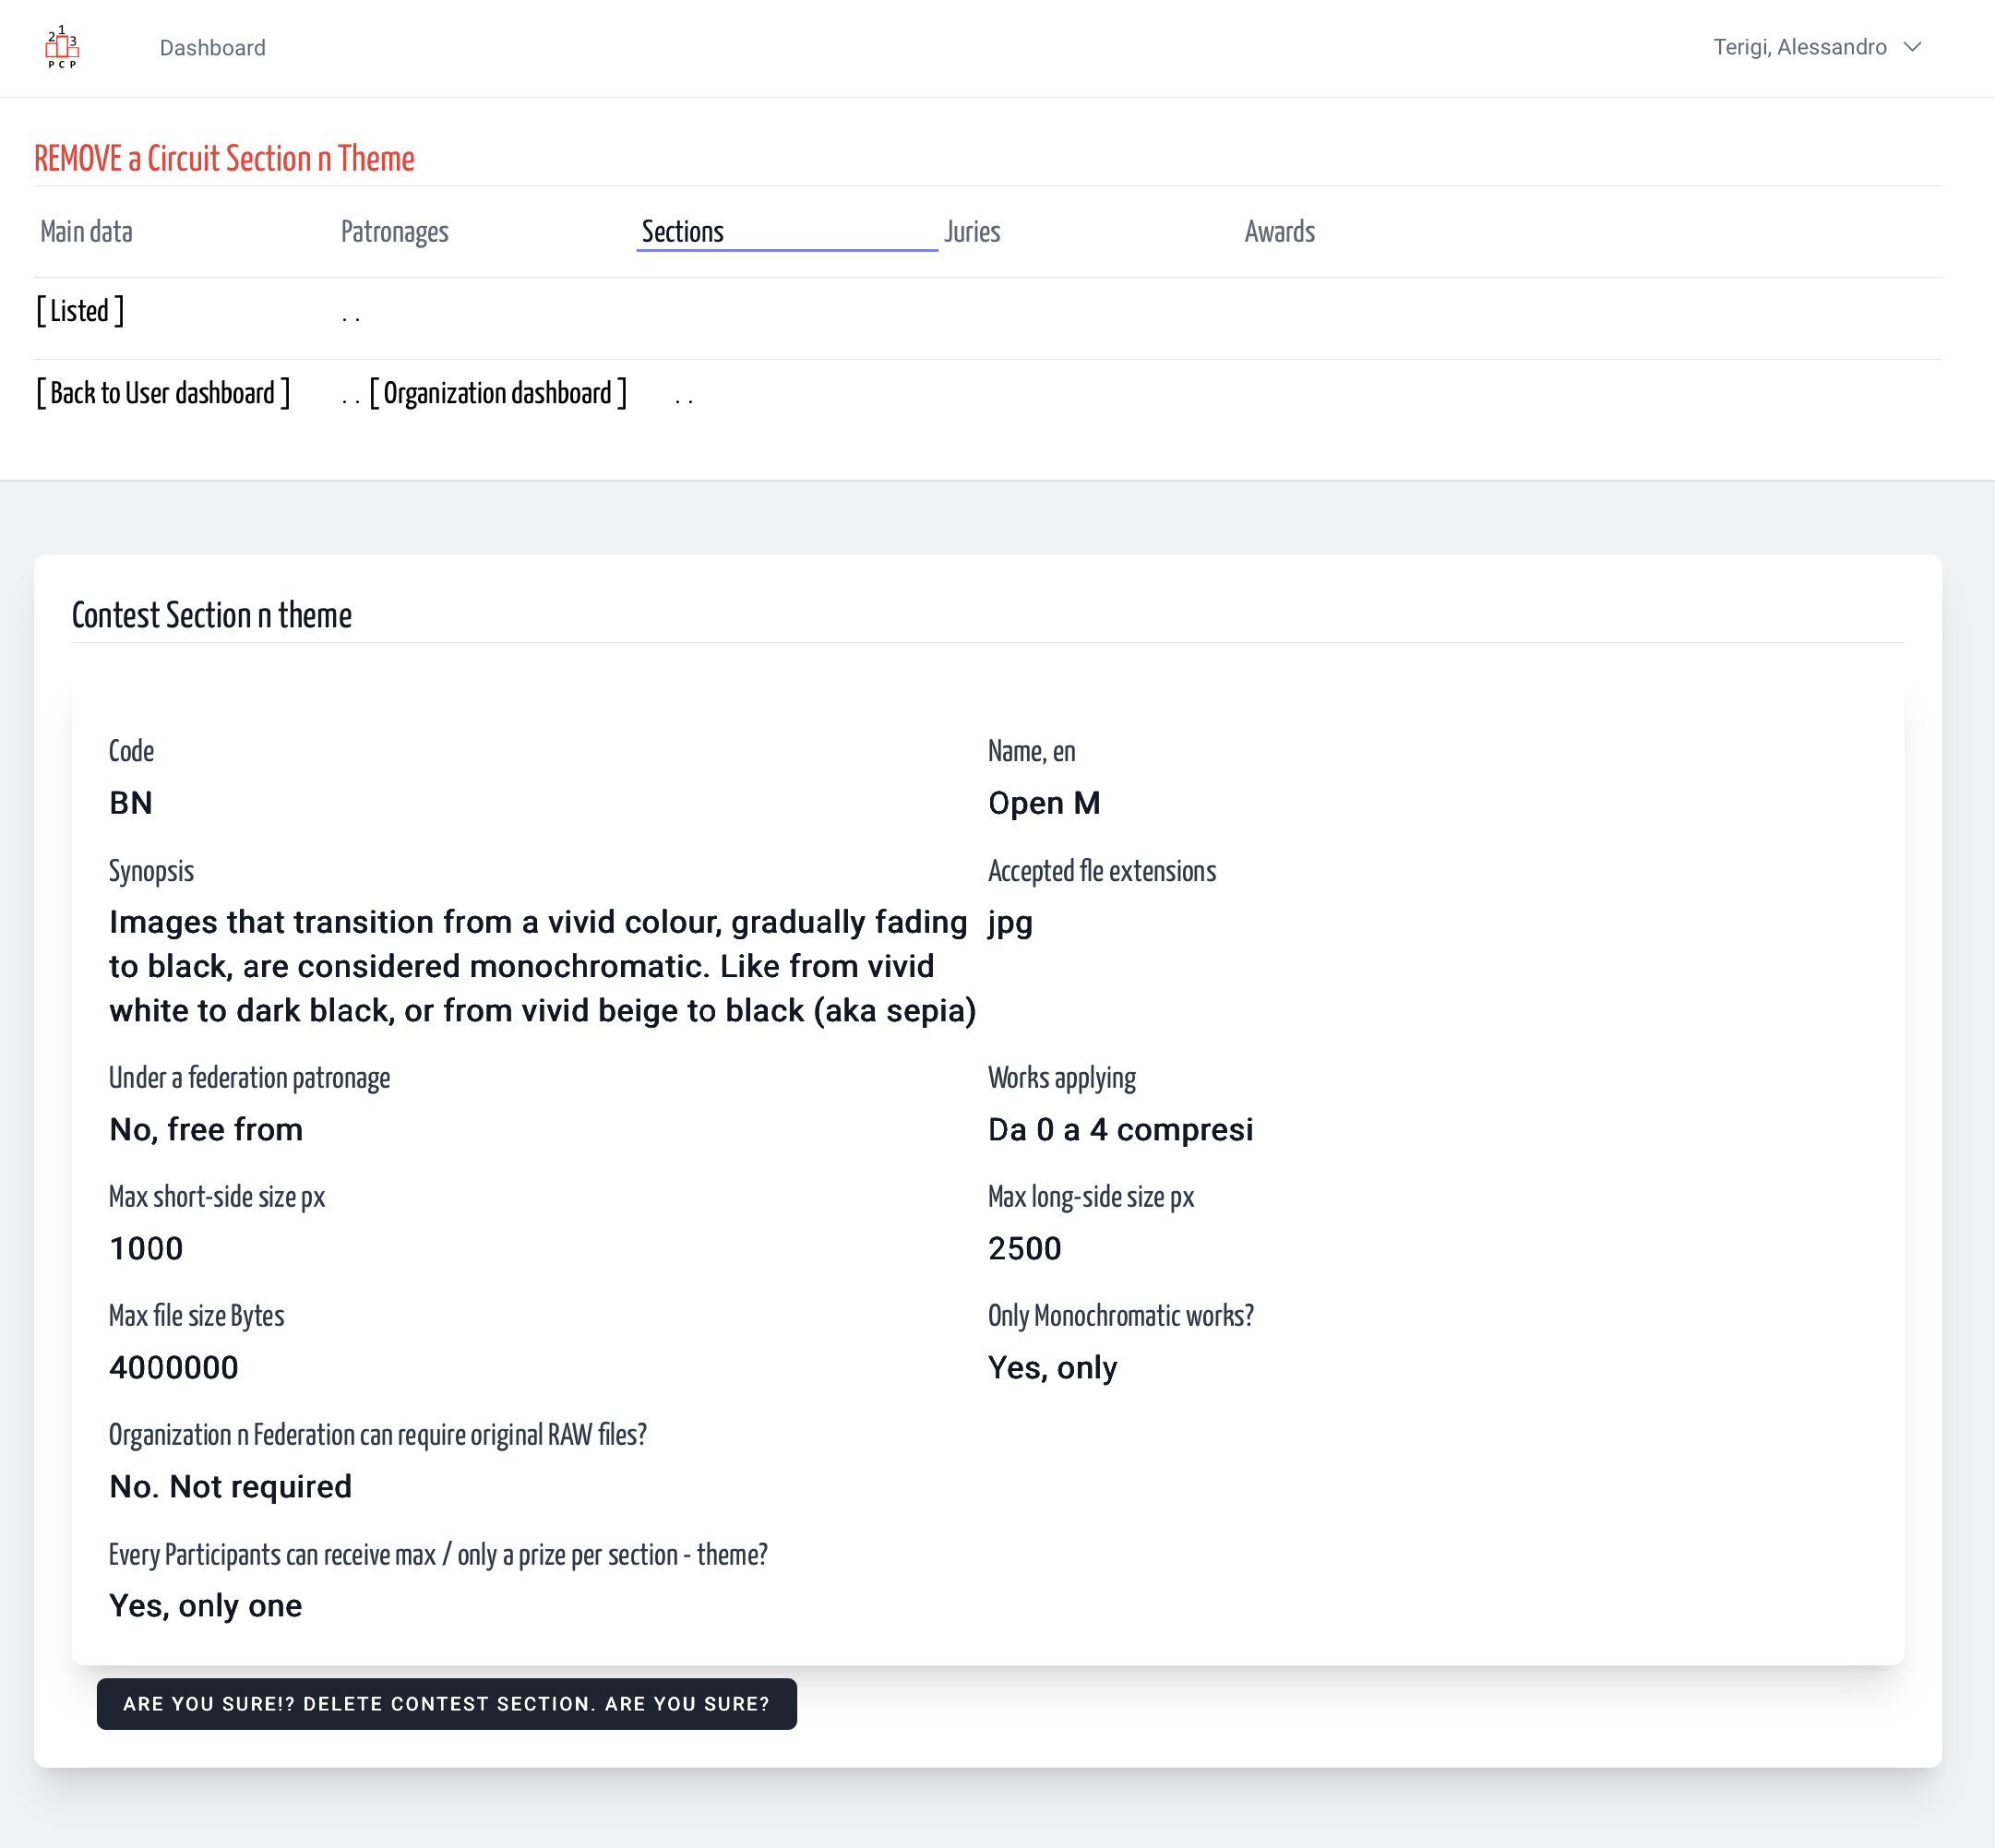 2 1 3
P C P
Dashboard
Terigi, Alessandro
REMOVE a Circuit Section n Theme
Main data
Patronages
Sections
Juries
Awards
[ Listed ] . .
[ Back to User dashboard ] . . [ Organization dashboard ] . .
Contest Section n theme
Code
BN
Name, en
Open M
Synopsis
Images that transition from a vivid colour, gradually fading
to black, are considered monochromatic. Like from vivid
white to dark black, or from vivid beige to black (aka sepia)
Accepted fle extensions
jpg
Under a federation patronage
No, free from
Works applying
Da 0 a 4 compresi
Max short-side size px
1000
Max long-side size px
2500
Max file size Bytes
4000000
Only Monochromatic works?
Yes, only
Organization n Federation can require original RAW files?
No. Not required
Every Participants can receive max / only a prize per section - theme?
Yes, only one
ARE YOU SURE!? DELETE CONTEST SECTION. ARE YOU SURE?